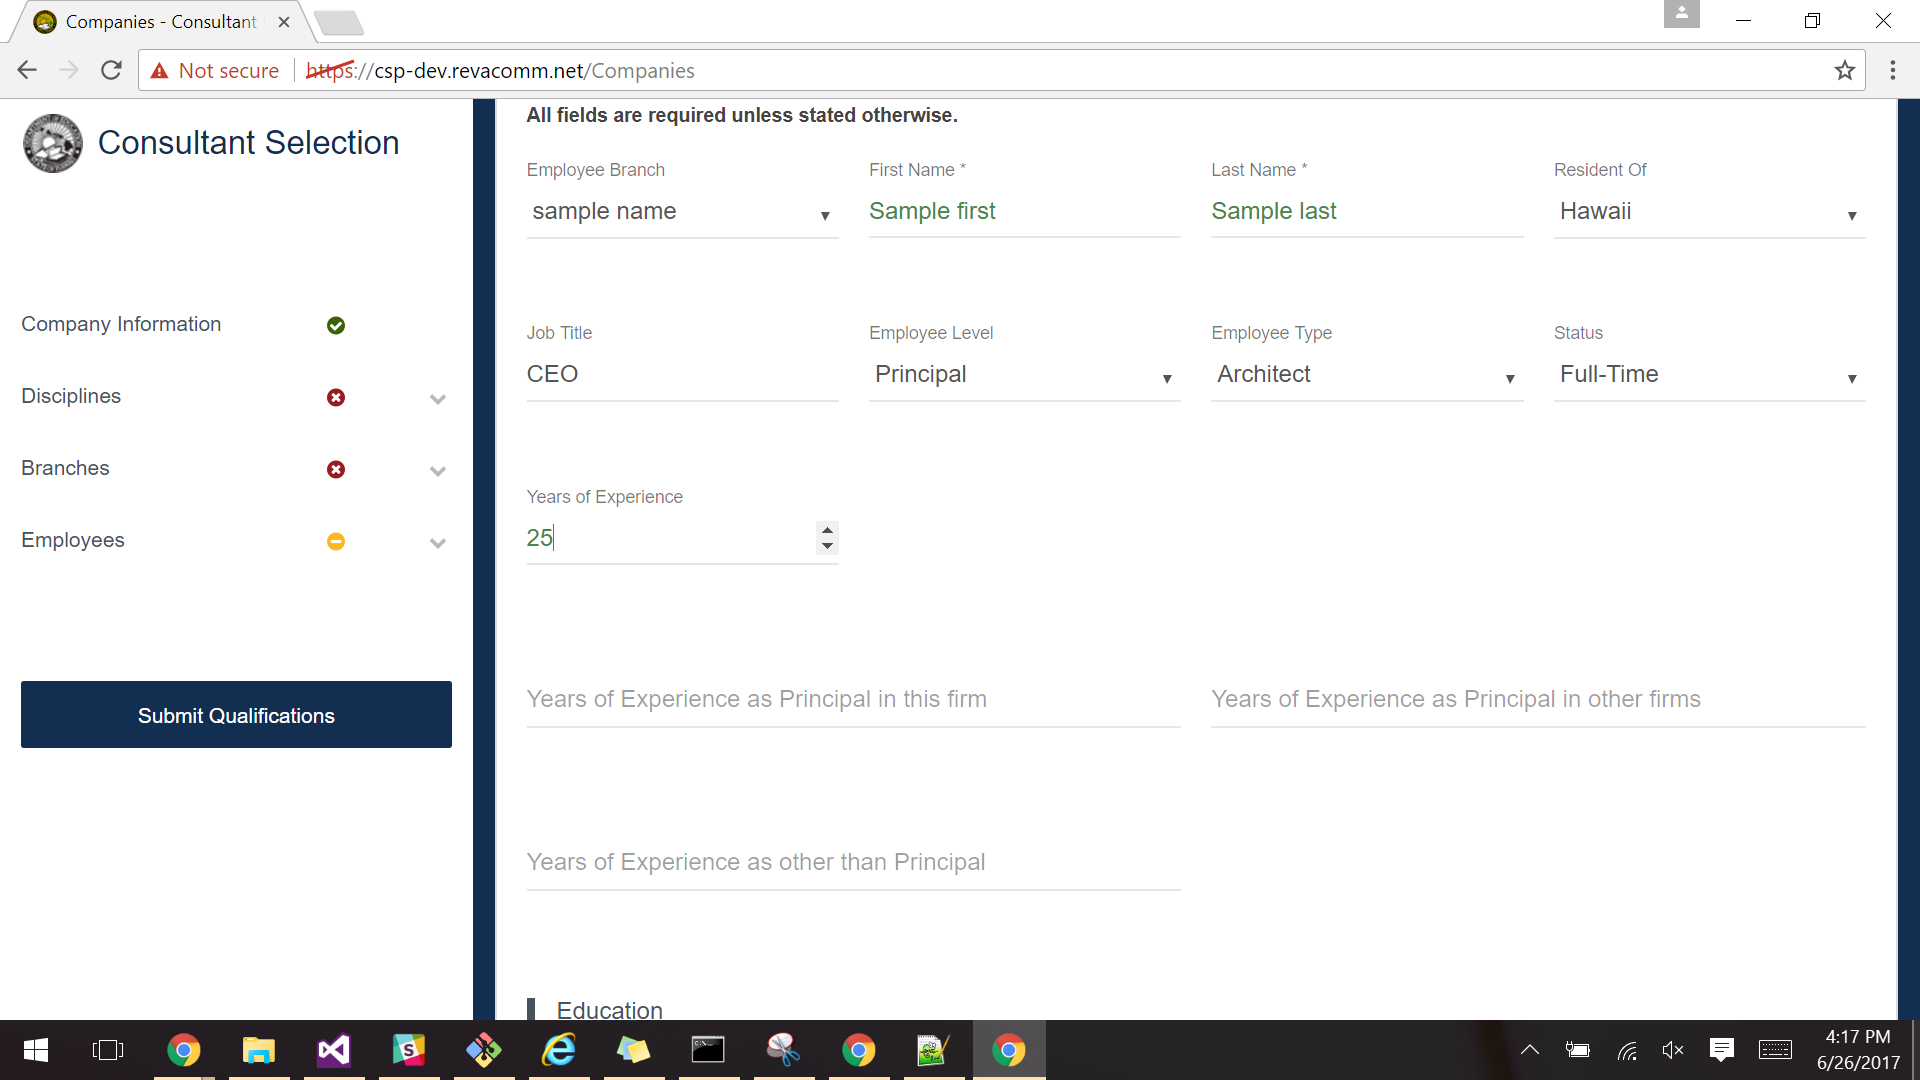 Companies - Consultant
Not secure https://csp-dev.revacomm.net/Companies
Consultant Selection
Company Information
Disciplines
Branches
Employees
Submit Qualifications
All fields are required unless stated otherwise.
Employee Branch First Name * Last Name * Resident Of
sample name Sample first Sample last Hawaii
Job Title Employee Level Employee Type Status
CEO Principal Architect Full-Time
Years of Experience
25
Years of Experience as Principal in this firm Years of Experience as Principal in other firms
Years of Experience as other than Principal
Education
4:17 PM
6/26/2017